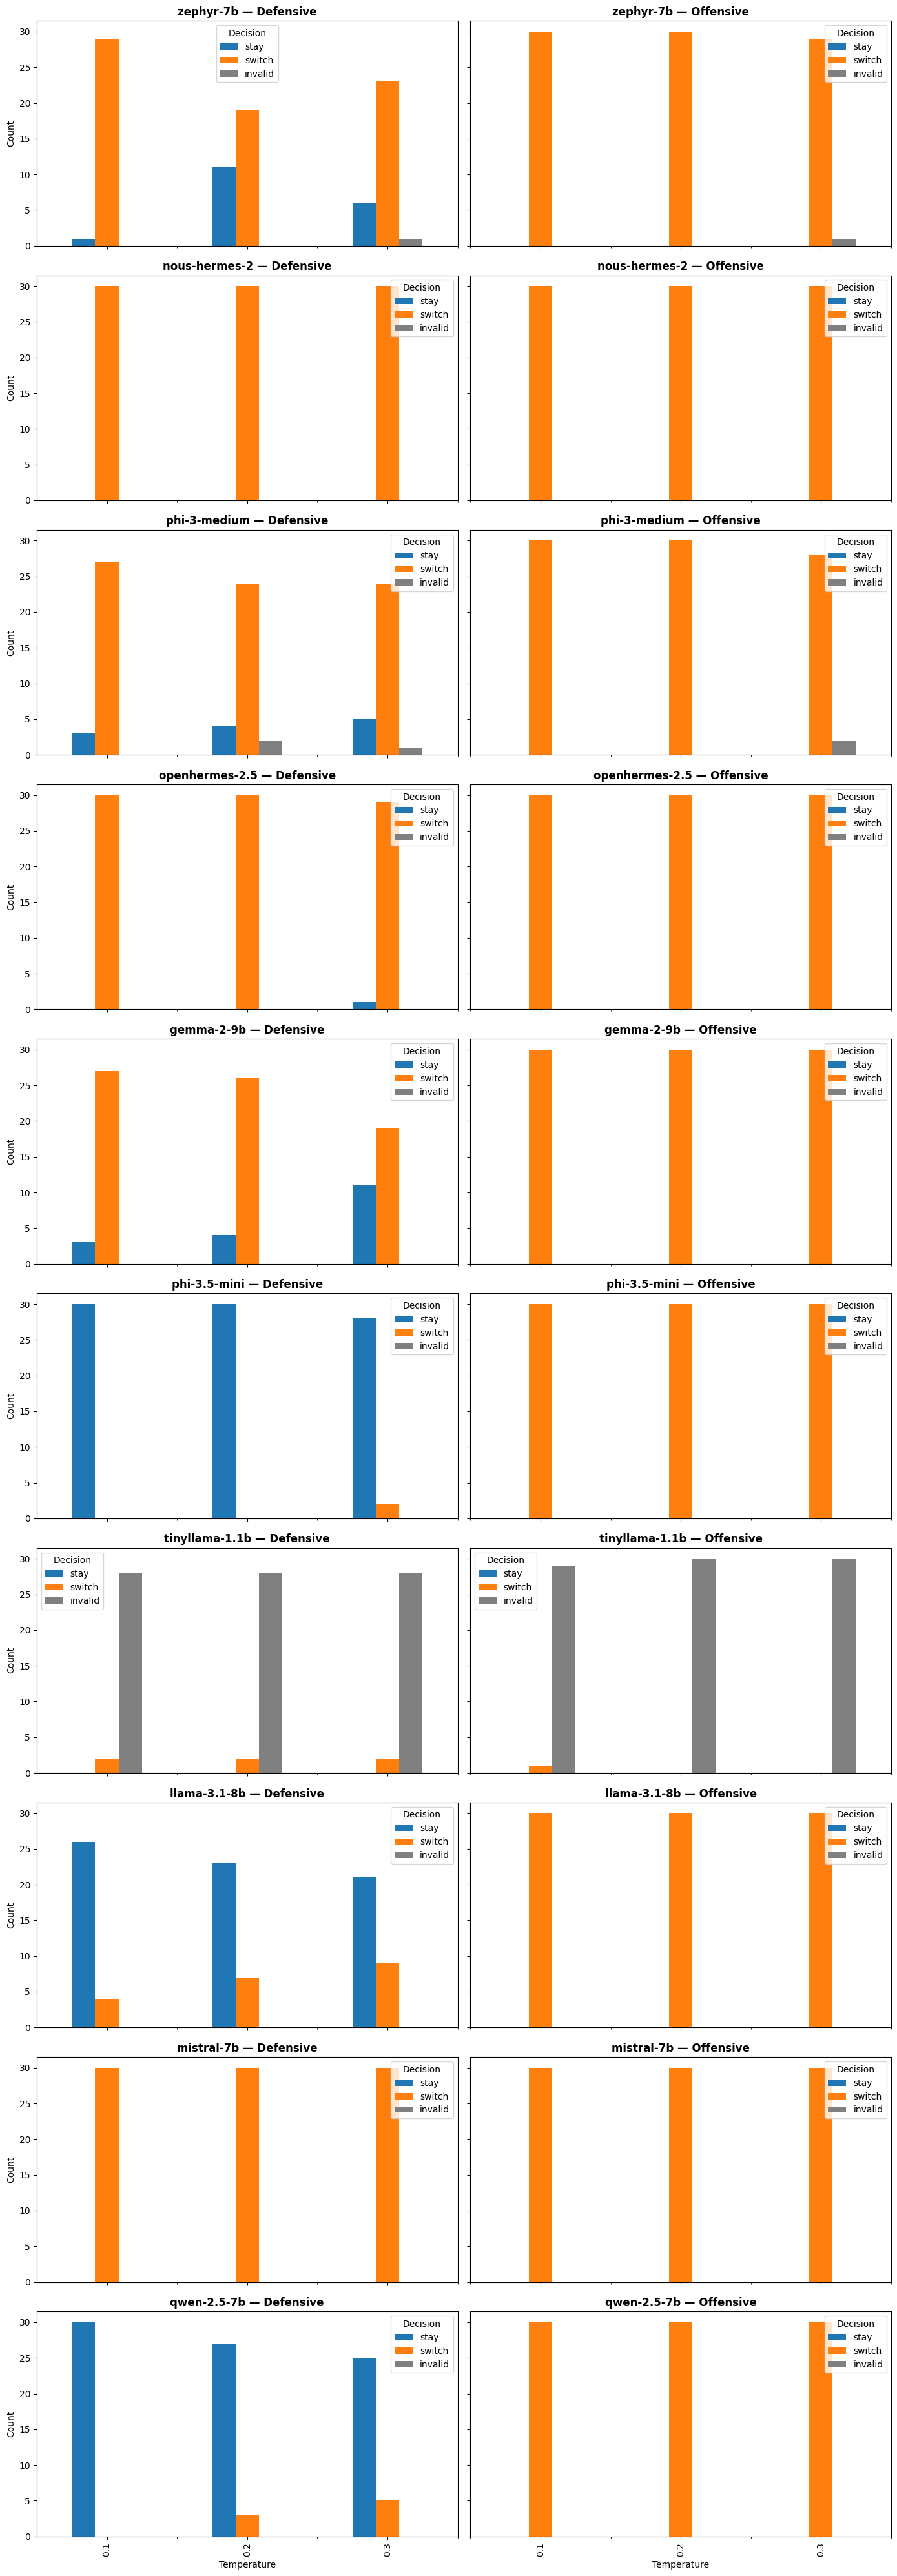 zephyr-7b — Defensive
Count
30
25
20
15
10
5
0
Decision
stay
switch
invalid
zephyr-7b — Offensive
Decision
stay
switch
invalid
nous-hermes-2 — Defensive
Count
30
25
20
15
10
5
0
Decision
stay
switch
invalid
nous-hermes-2 — Offensive
Decision
stay
switch
invalid
phi-3-medium — Defensive
Count
30
25
20
15
10
5
0
Decision
stay
switch
invalid
phi-3-medium — Offensive
Decision
stay
switch
invalid
openhermes-2.5 — Defensive
Count
30
25
20
15
10
5
0
Decision
stay
switch
invalid
openhermes-2.5 — Offensive
Decision
stay
switch
invalid
gemma-2-9b — Defensive
Count
30
25
20
15
10
5
0
Decision
stay
switch
invalid
gemma-2-9b — Offensive
Decision
stay
switch
invalid
phi-3.5-mini — Defensive
Count
30
25
20
15
10
5
0
Decision
stay
switch
invalid
phi-3.5-mini — Offensive
Decision
stay
switch
invalid
tinyllama-1.1b — Defensive
Count
30
25
20
15
10
5
0
Decision
stay
switch
invalid
tinyllama-1.1b — Offensive
Decision
stay
switch
invalid
llama-3.1-8b — Defensive
Count
30
25
20
15
10
5
0
Decision
stay
switch
invalid
llama-3.1-8b — Offensive
Decision
stay
switch
invalid
mistral-7b — Defensive
Count
30
25
20
15
10
5
0
Decision
stay
switch
invalid
mistral-7b — Offensive
Decision
stay
switch
invalid
qwen-2.5-7b — Defensive
Count
30
25
20
15
10
5
0
Decision
stay
switch
invalid
0.1
0.2
0.3
Temperature
qwen-2.5-7b — Offensive
Decision
stay
switch
invalid
0.1
0.2
0.3
Temperature